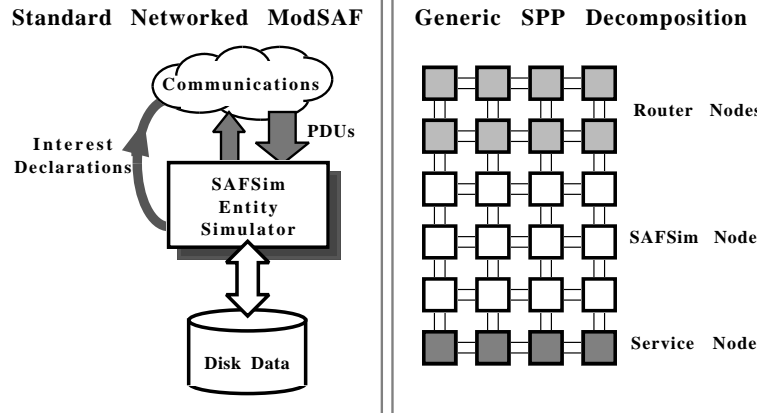 Standard Networked ModSAF
Communications
PDUs
Interest
Declarations
SAFSim
Entity
Simulator
Disk Data
Generic SPP Decomposition
Router Nodes
SAFSim Node
Service Node